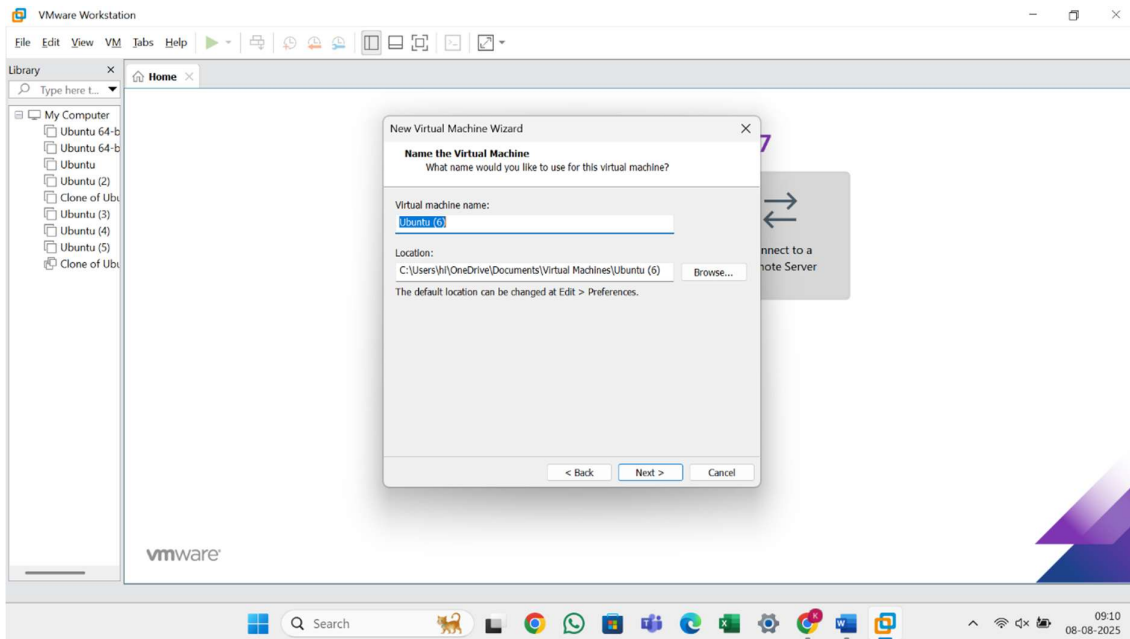 VMware Workstation
File Edit View VM Tabs Help
Library
Type here t...
Home
My Computer
Ubuntu 64-b
Ubuntu 64-b
Ubuntu
Ubuntu (2)
Clone of Ubu
Ubuntu (3)
Ubuntu (4)
Ubuntu (5)
Clone of Ubu
7
New Virtual Machine Wizard
Name the Virtual Machine
What name would you like to use for this virtual machine?
Virtual machine name:
Ubuntu (6)
Location:
C:\Users\hi\OneDrive\Documents\Virtual Machines\Ubuntu (6)
Browse...
The default location can be changed at Edit > Preferences.
< Back Next > Cancel
nnect to a
note Server
vmware
Search
K
09:10
08-08-2025